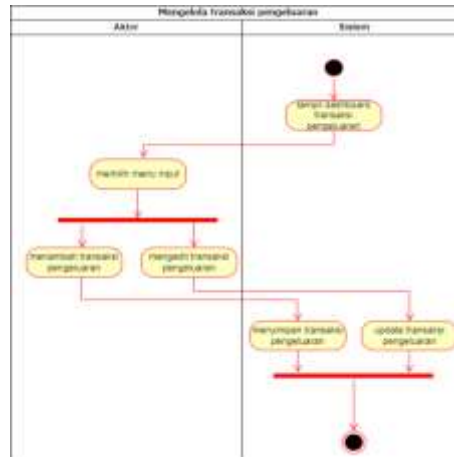 Mengelola transaksi pengeluaran
Aktor
Sistem
tampil dashboard
transaksi
pengeluaran
memilih menu input
menambah transaksi
pengeluaran
mengedit transaksi
pengeluaran
menyimpan transaksi
pengeluaran
update transaksi
pengeluaran